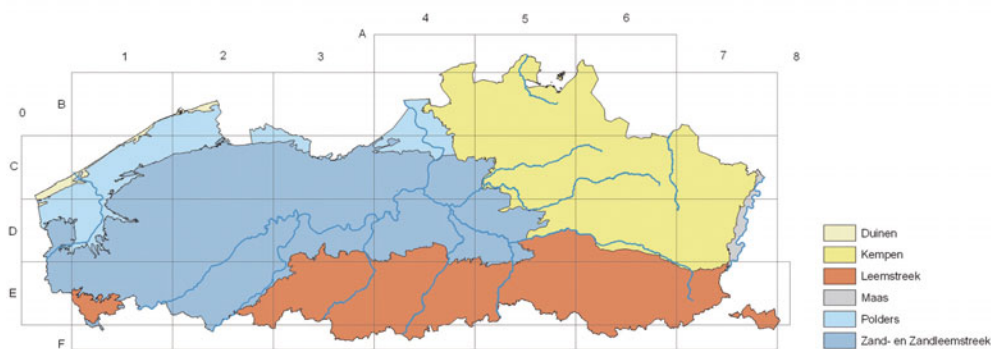 A
4
5
6
1
2
3
7
8
0
B
C
D
E
F
Duinen
Kempen
Leemstreek
Maas
Polders
Zand- en Zandleemstreek